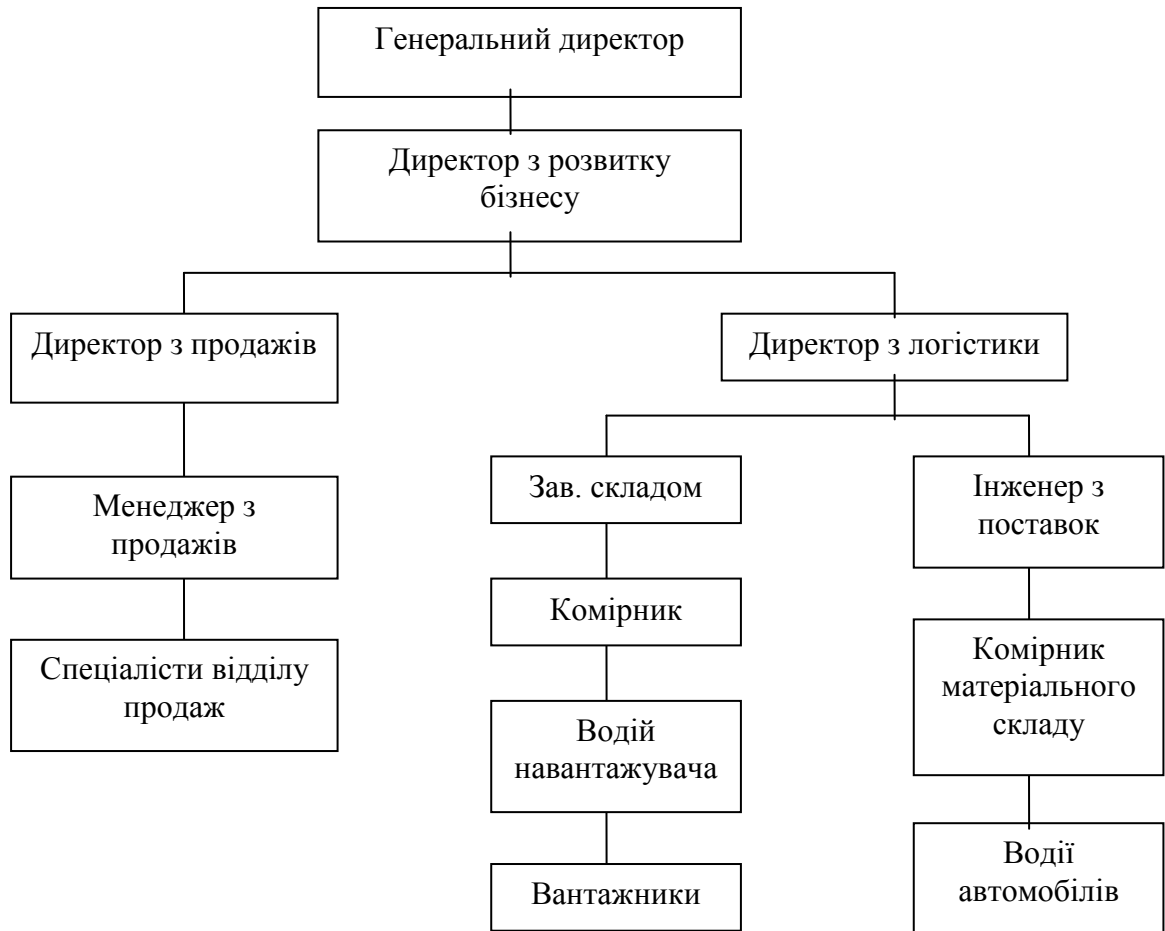 Генеральний директор
Директор з розвитку
бізнесу
Директор з продажів
Директор з логістики
Менеджер з
продажів
Спеціалісти відділу
продаж
Зав. складом
Комірник
Водій
навантажувача
Вантажники
Інженер з
поставок
Комірник
матеріального
складу
Водії
автомобілів